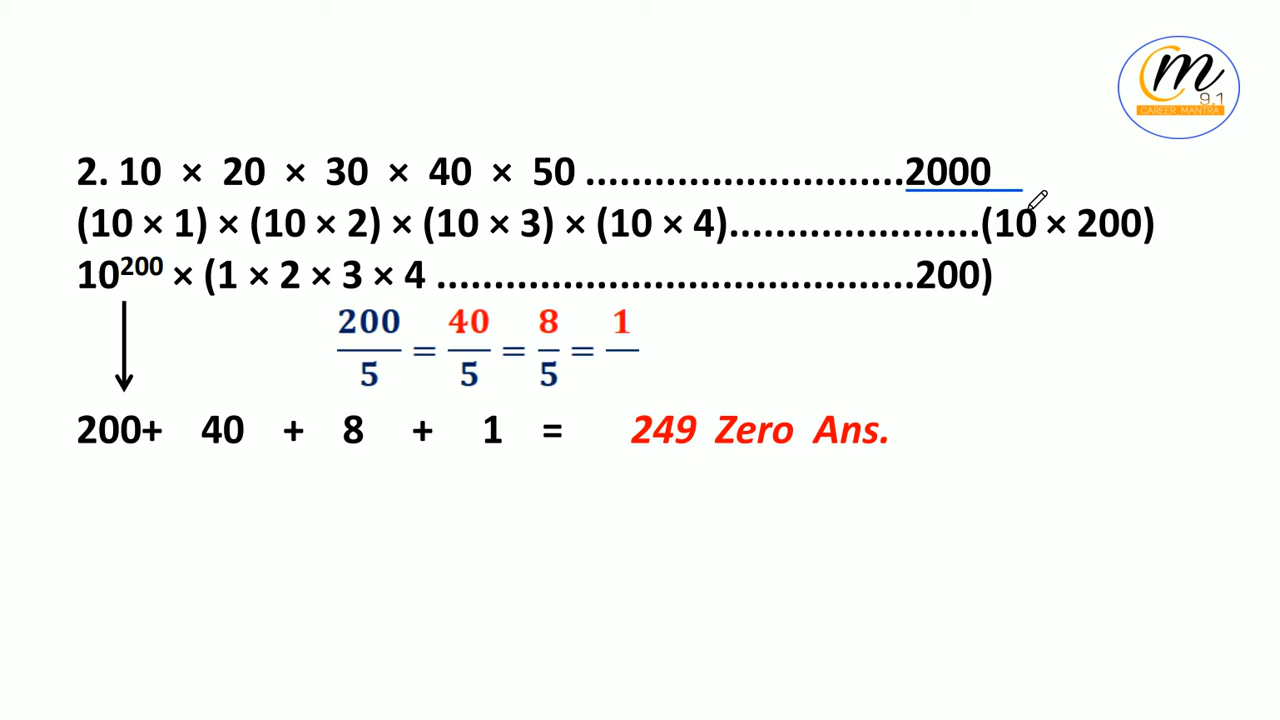 m
9.1
CAREER MANTRA
2. 10 × 20 × 30 × 40 × 50 ............................2000
(10 × 1) × (10 × 2) × (10 × 3) × (10 × 4)......................(10 × 200)
10²⁰⁰ × (1 × 2 × 3 × 4 ..........................................200)
200/5 = 40/5 = 8/5 = 1/
200+ 40 + 8 + 1 = 249 Zero Ans.